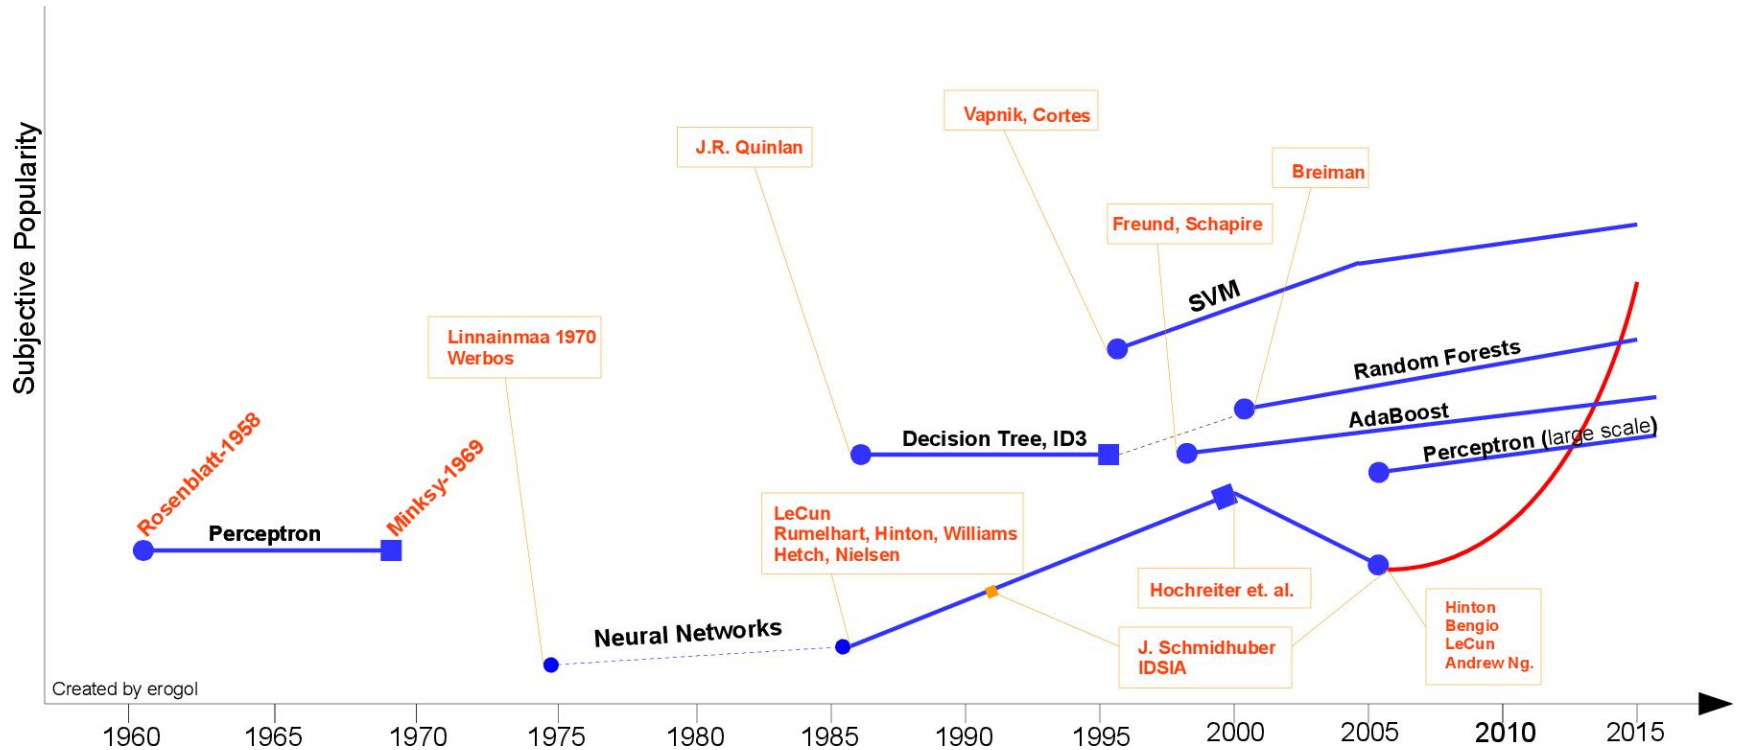 Subjective Popularity
Vapnik, Cortes
J.R. Quinlan
Breiman
Freund, Schapire
SVM
Linnainmaa 1970
Werbos
Random Forests
AdaBoost
Decision Tree, ID3
Perceptron (large scale)
Rosenblatt-1958
Minksy-1969
Perceptron
LeCun
Rumelhart, Hinton, Williams
Hetch, Nielsen
Hochreiter et. al.
Hinton
Bengio
LeCun
Andrew Ng.
Neural Networks
J. Schmidhuber
IDSIA
Created by erogol
1960 1965 1970 1975 1980 1985 1990 1995 2000 2005 2010 2015